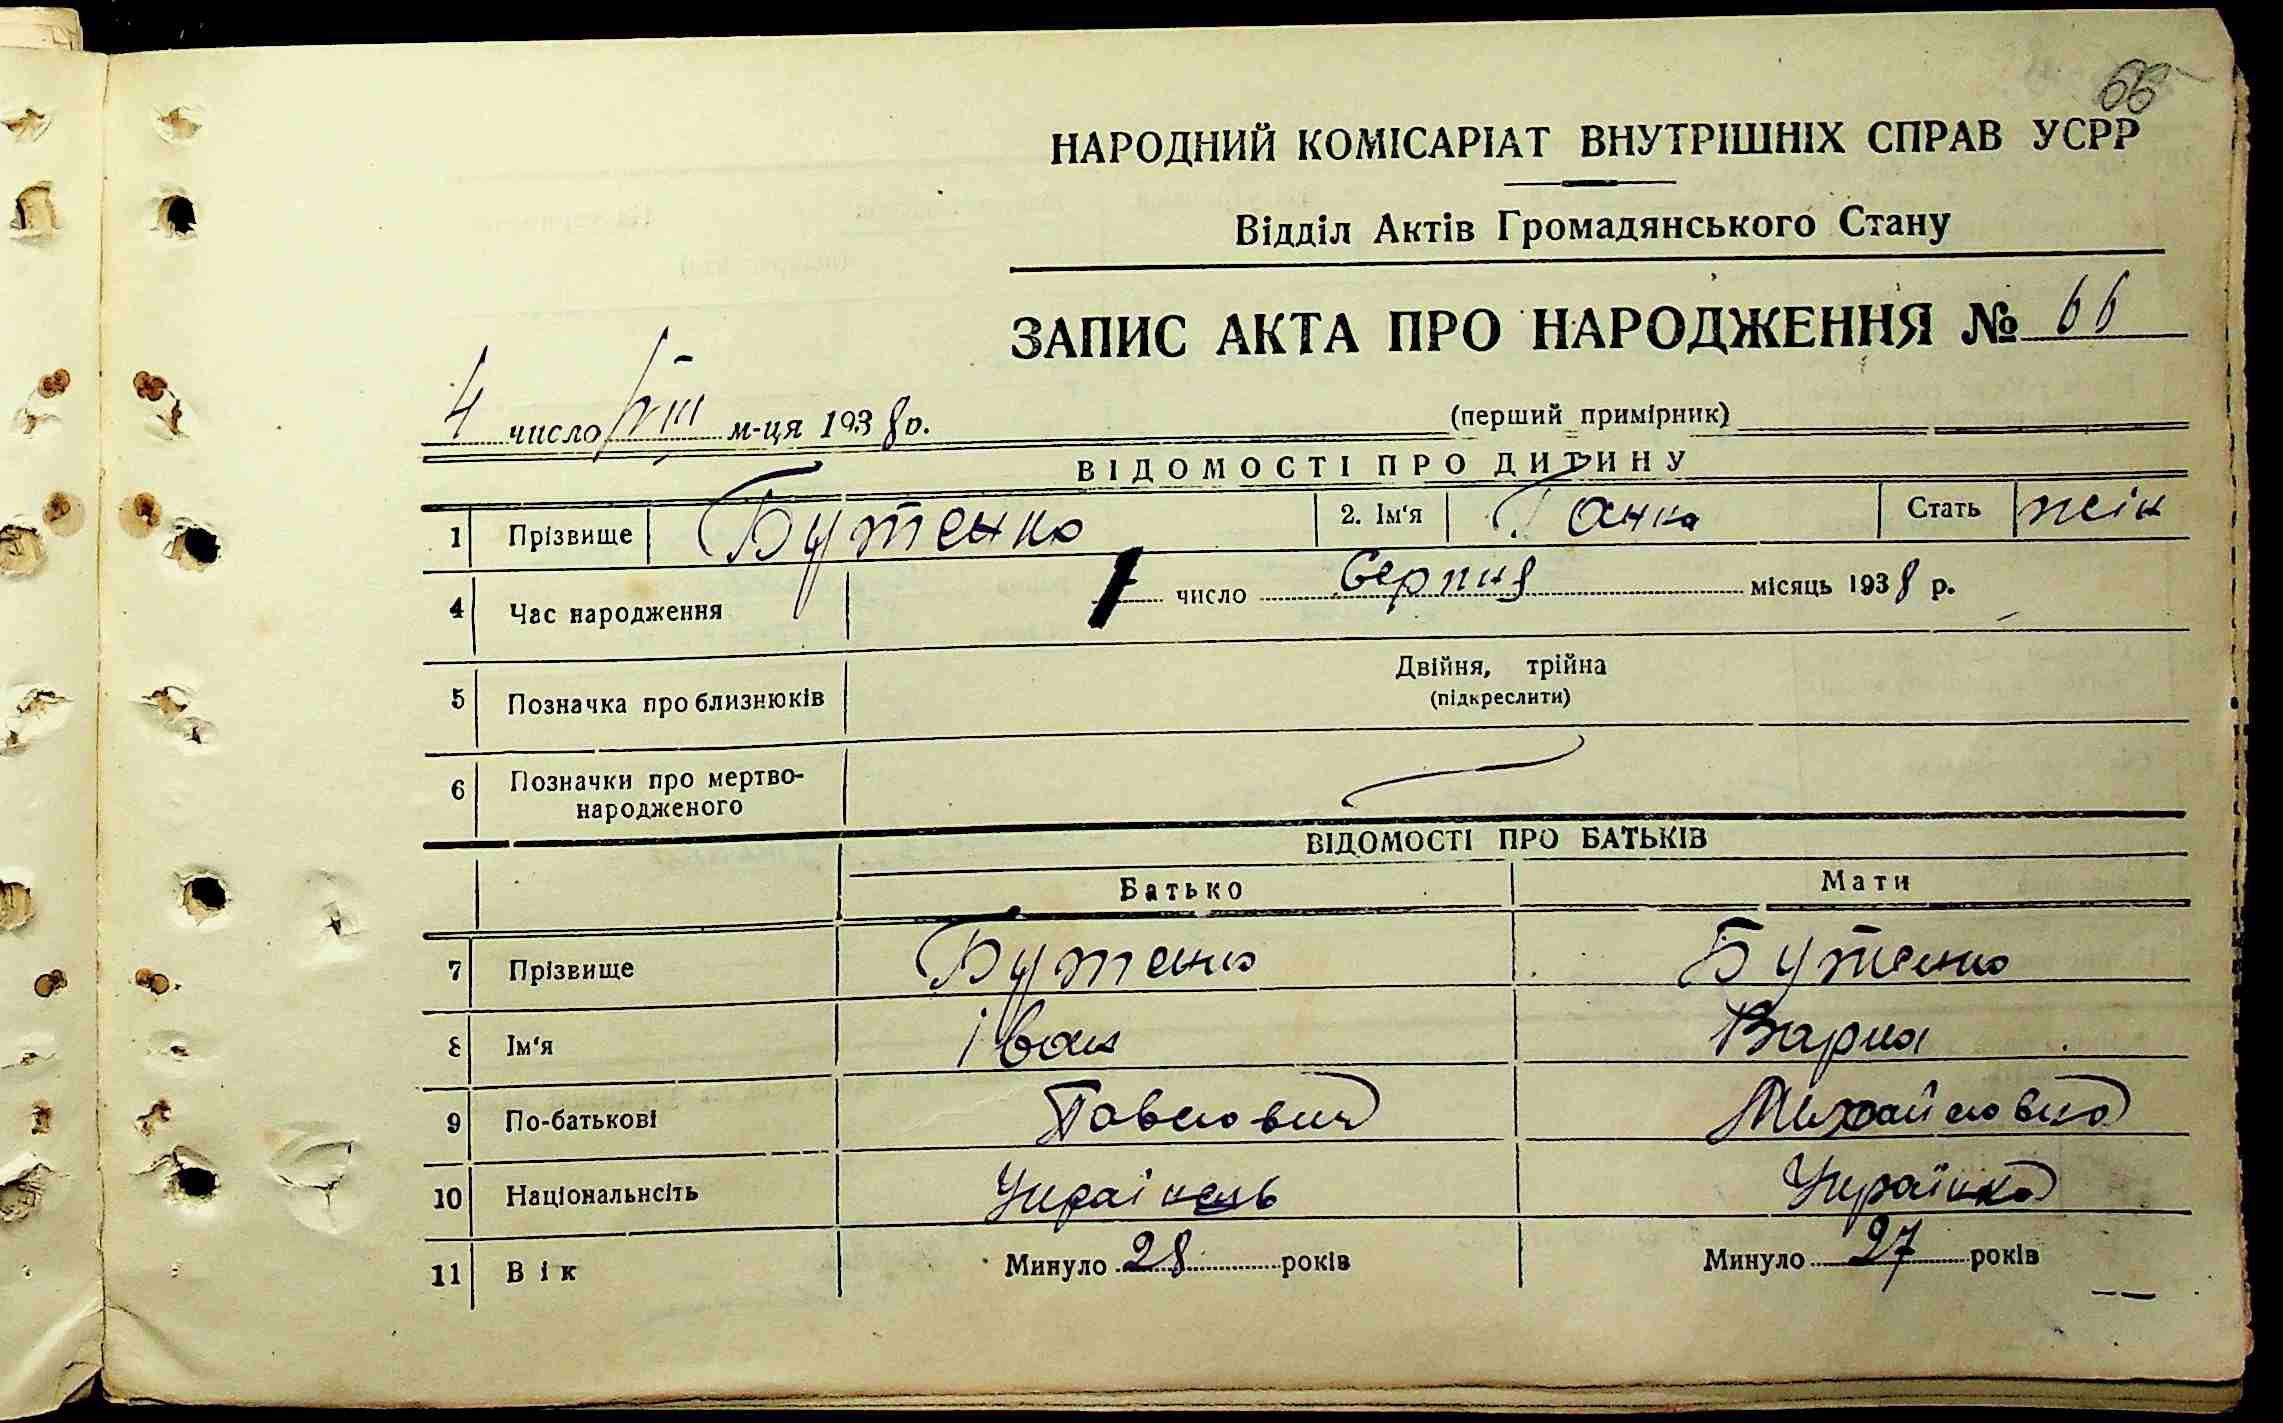 66
НАРОДНИЙ КОМІСАРІАТ ВНУТРІШНІХ СПРАВ УСРР
Відділ Актів Громадянського Стану
ЗАПИС АКТА ПРО НАРОДЖЕННЯ № 66
4 число VIII м-ця 1938 р. (перший примірник)
ВІДОМОСТІ ПРО ДИТИНУ
1 Прізвище Бутенко 2. Ім'я Ганна Стать жін
4 Час народження число Серпня місяць 1938 р.
5 Позначка про близнюків Двійня, трійна
(підкреслити)
6 Позначки про мертво-
народженого
ВІДОМОСТІ ПРО БАТЬКІВ
Батько Мати
7 Прізвище Бутенко Бутенко
8 Ім'я Іван Варка
9 По-батькові Павлович Михайловна
10 Національнсіть Українець Українка
11 Вік Минуло 28 років Минуло 27 років